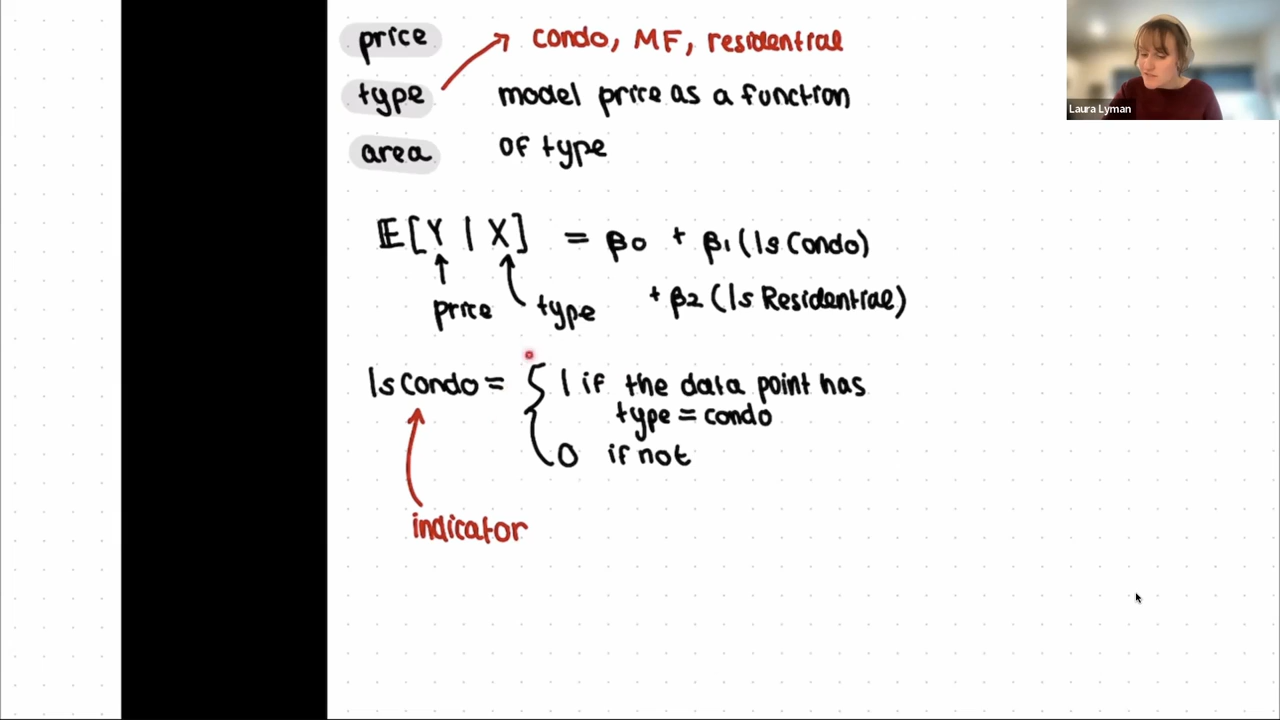 price
condo, MF, residential
type
model price as a function
area
of type
𝔼[Y | X] = β0 + β1 (Is Condo)
+ β2 (Is Residential)
price
type
Is Condo = { 1 if the data point has
type = condo
0 if not
indicator
Laura Lyman